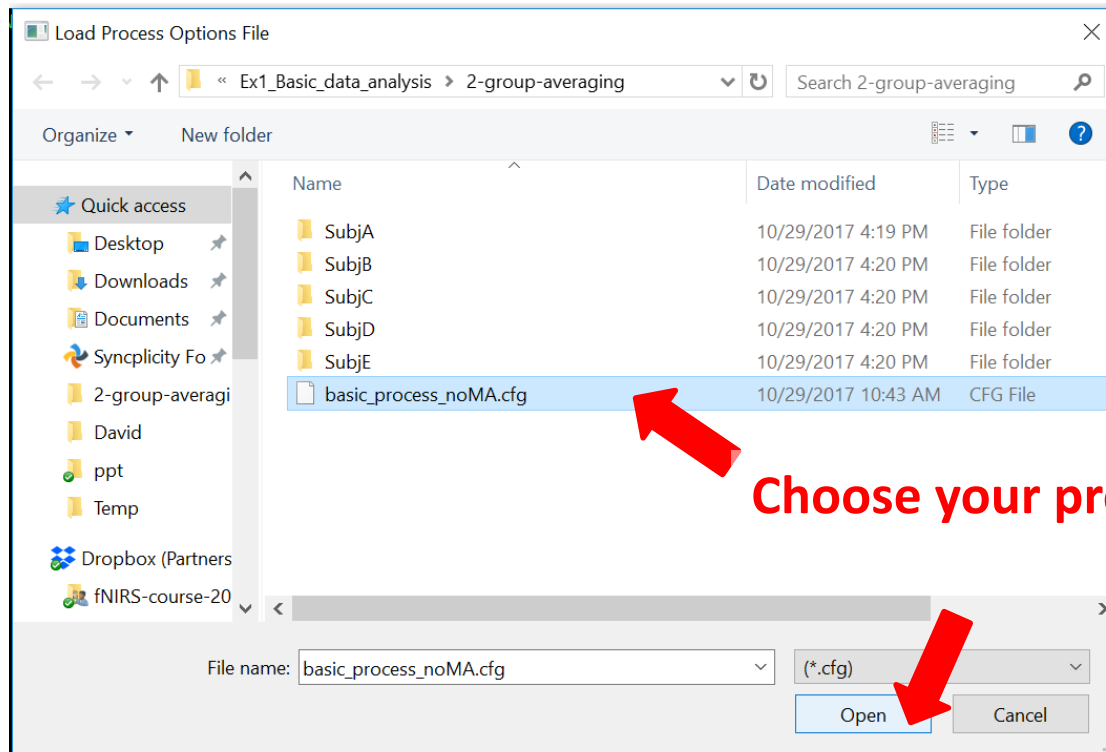 Load Process Options File
« Ex1_Basic_data_analysis > 2-group-averaging
Search 2-group-averaging
Organize
New folder
?
Name
Date modified
Type
Quick access
Desktop
Downloads
Documents
Syncplicity Fo
2-group-averagi
David
ppt
Temp
Dropbox (Partners
fNIRS-course-20
SubjA 10/29/2017 4:19 PM File folder
SubjB 10/29/2017 4:20 PM File folder
SubjC 10/29/2017 4:20 PM File folder
SubjD 10/29/2017 4:20 PM File folder
SubjE 10/29/2017 4:20 PM File folder
basic_process_noMA.cfg 10/29/2017 10:43 AM CFG File
Choose your pr
File name: basic_process_noMA.cfg
(*.cfg)
Open
Cancel